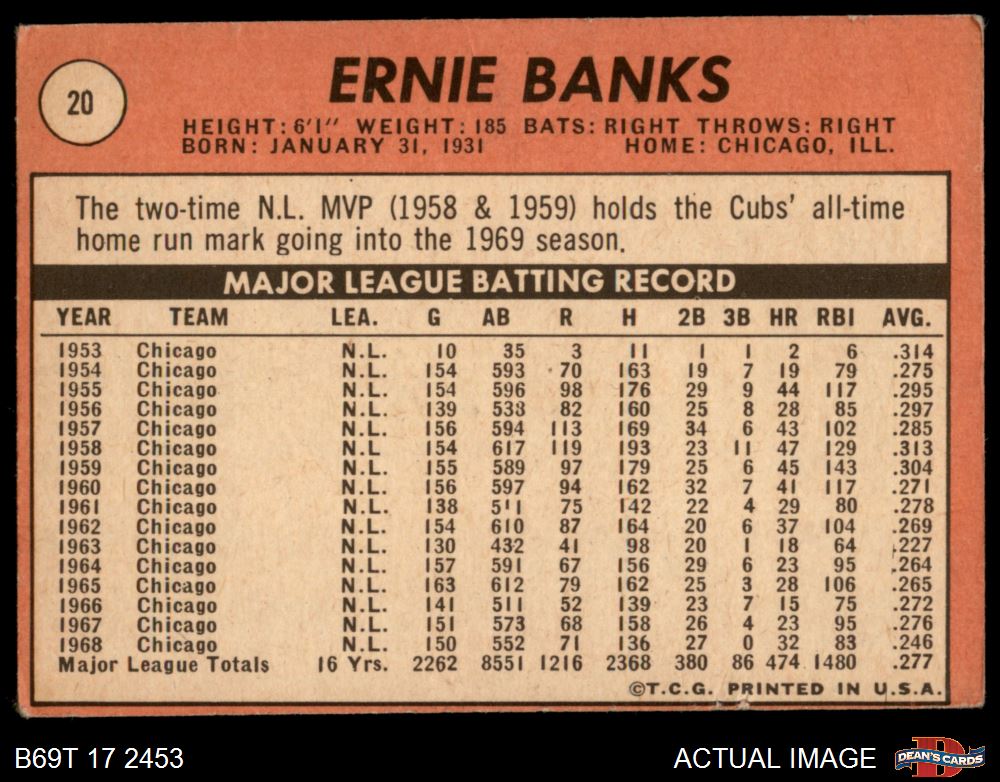 20
ERNIE BANKS
HEIGHT: 6'1" WEIGHT: 185 BATS: RIGHT THROWS: RIGHT
BORN: JANUARY 31, 1931 HOME: CHICAGO, ILL.
The two-time N.L. MVP (1958 & 1959) holds the Cubs' all-time
home run mark going into the 1969 season.
MAJOR LEAGUE BATTING RECORD
YEAR TEAM LEA. G AB R H 2B 3B HR RBI AVG.
1953 Chicago N.L. 10 35 3 11 1 1 2 6 .314
1954 Chicago N.L. 154 593 70 163 19 7 19 79 .275
1955 Chicago N.L. 154 596 98 176 29 9 44 117 .295
1956 Chicago N.L. 139 538 82 160 25 8 28 85 .297
1957 Chicago N.L. 156 594 113 169 34 6 43 102 .285
1958 Chicago N.L 154 617 119 193 23 11 47 129 .313
1959 Chicago N.L. 155 589 97 179 25 6 45 143 .304
1960 Chicago N.L. 156 597 94 162 32 7 41 117 .271
1961 Chicago N.L. 138 511 75 142 22 4 29 80 .278
1962 Chicago N.L. 154 610 87 164 20 6 37 104 .269
1963 Chicago N.L. 130 432 41 98 20 1 18 64 .227
1964 Chicago N.L. 157 591 67 156 29 6 23 95 .264
1965 Chicago N.L. 163 612 79 162 25 3 28 106 .265
1966 Chicago N.L. 141 511 52 139 23 7 15 75 .272
1967 Chicago N.L. 151 573 68 158 26 4 23 95 .276
1968 Chicago N.L. 150 552 71 136 27 0 32 83 .246
Major League Totals 16 Yrs. 2262 8551 1216 2368 380 86 474 1480 .277
©T.C.G. PRINTED IN U.S.A.
B69T 17 2453 ACTUAL IMAGE
DEAN'S CARDS